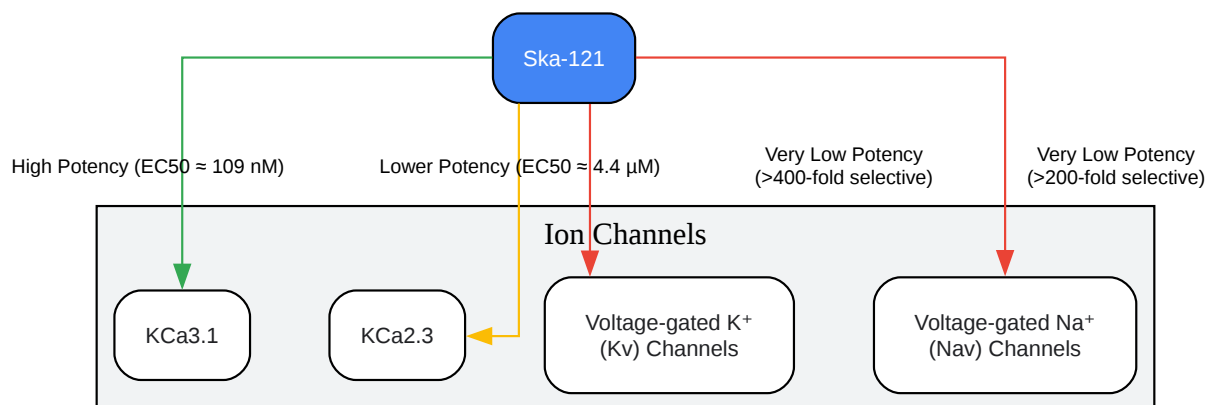 Ska-121
High Potency (EC50 ≈ 109 nM)
Lower Potency (EC50 ≈ 4.4 µM)
Very Low Potency
(>400-fold selective)
Very Low Potency
(>200-fold selective)
Ion Channels
KCa3.1
KCa2.3
Voltage-gated K⁺
(Kv) Channels
Voltage-gated Na⁺
(Nav) Channels